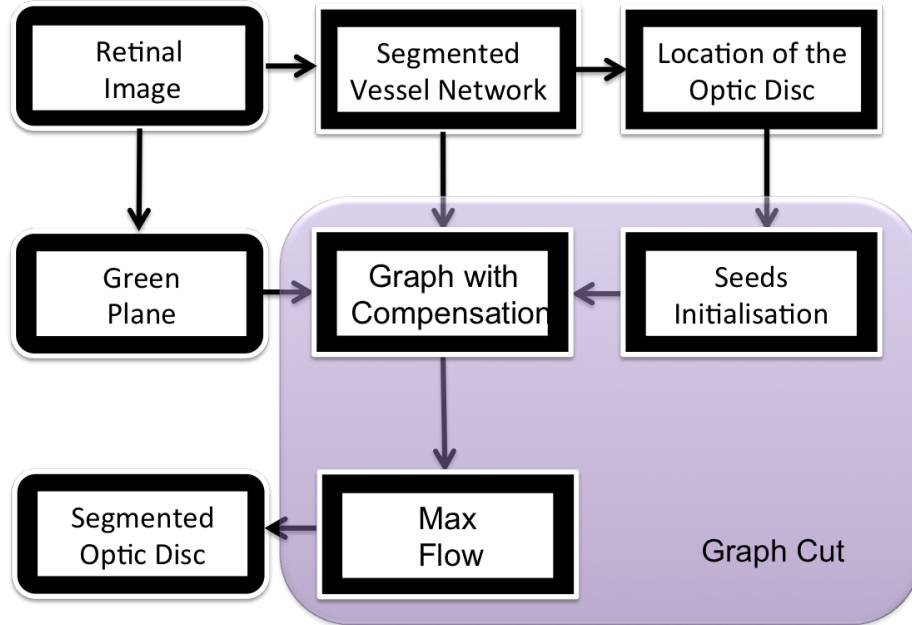 Retinal
Image
Segmented
Vessel Network
Location of the
Optic Disc
Green
Plane
Graph with
Compensation
Seeds
Initialisation
Segmented
Optic Disc
Max
Flow
Graph Cut